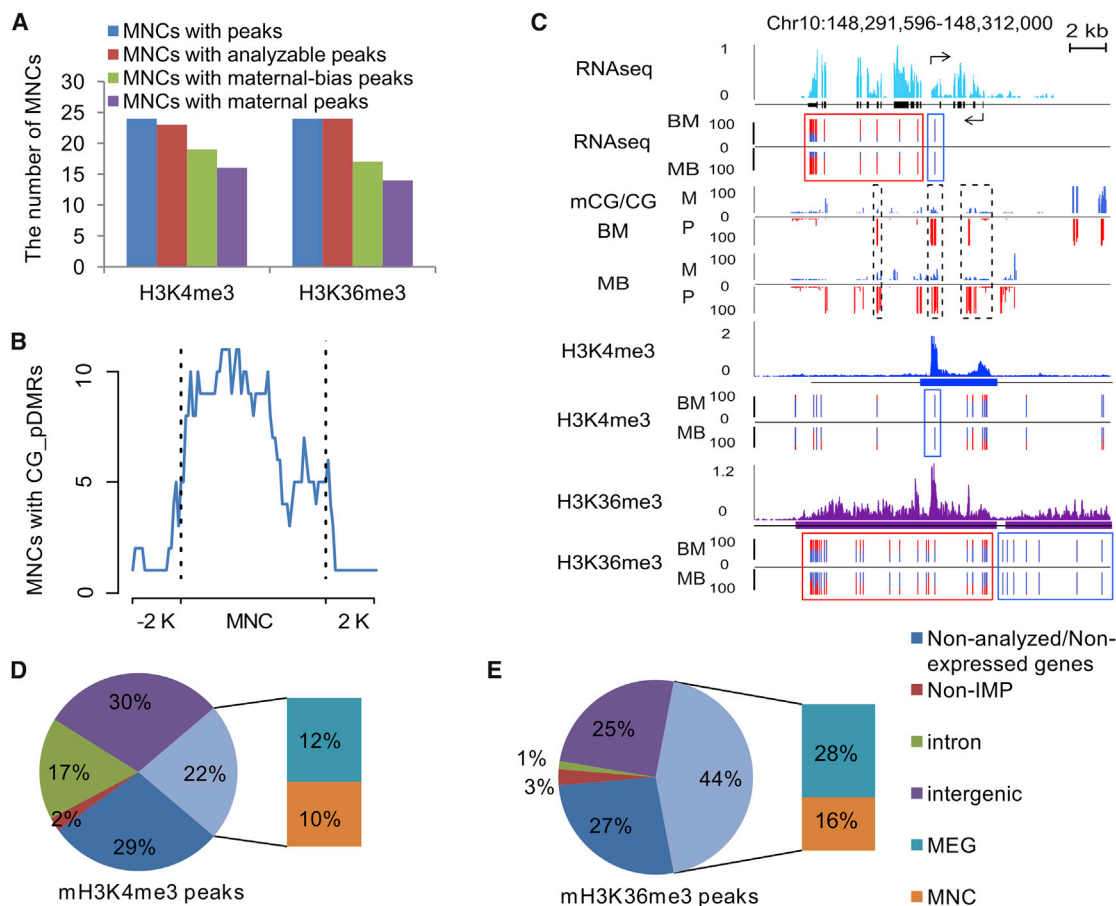 A
MNCs with peaks
MNCs with analyzable peaks
MNCs with maternal-bias peaks
MNCs with maternal peaks
The number of MNCs
30
25
20
15
10
5
0
H3K4me3
H3K36me3
B
MNCs with CG_pDMRs
10
5
0
-2 K
MNC
2 K
C
Chr10:148,291,596-148,312,000
2 kb
RNAseq
1
0
RNAseq
BM 100
0
MB 100
mCG/CG
BM
M 100
0
P 100
MB
M 100
0
P 100
H3K4me3
2
0
H3K4me3
BM 100
0
MB 100
H3K36me3
1.2
0
H3K36me3
BM 100
0
MB 100
D
30%
17%
22%
2%
29%
12%
10%
mH3K4me3 peaks
E
25%
1%
3%
44%
27%
28%
16%
mH3K36me3 peaks
Non-analyzed/Non-
expressed genes
Non-IMP
intron
intergenic
MEG
MNC